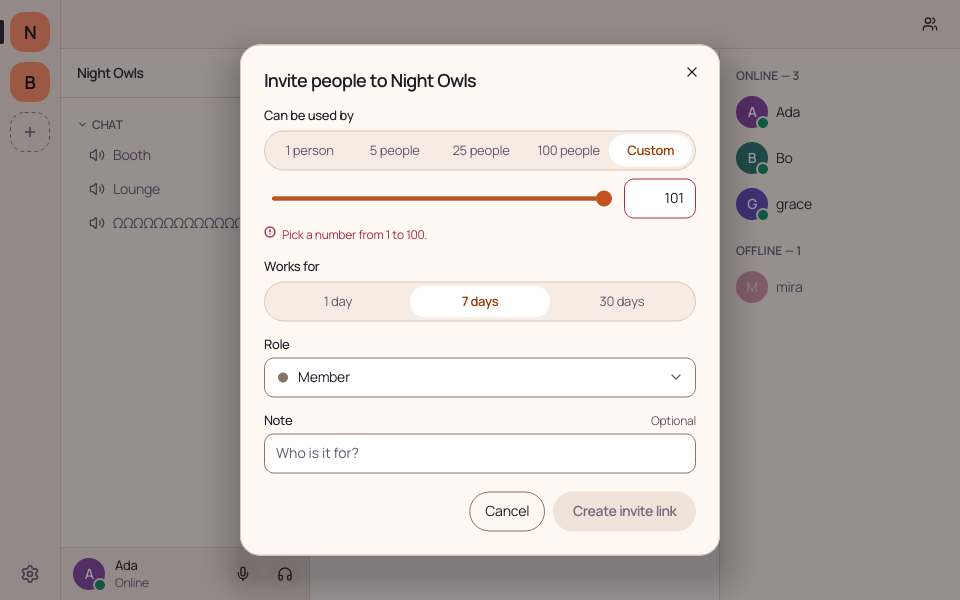 N
B
Night Owls
CHAT
Booth
Lounge
Ada
Online
A
Invite people to Night Owls
Can be used by
1 person 5 people 25 people 100 people Custom
101
Pick a number from 1 to 100.
Works for
1 day 7 days 30 days
Role
Member
Note Optional
Who is it for?
Cancel Create invite link
ONLINE — 3
A Ada
B Bo
G grace
OFFLINE — 1
M mira